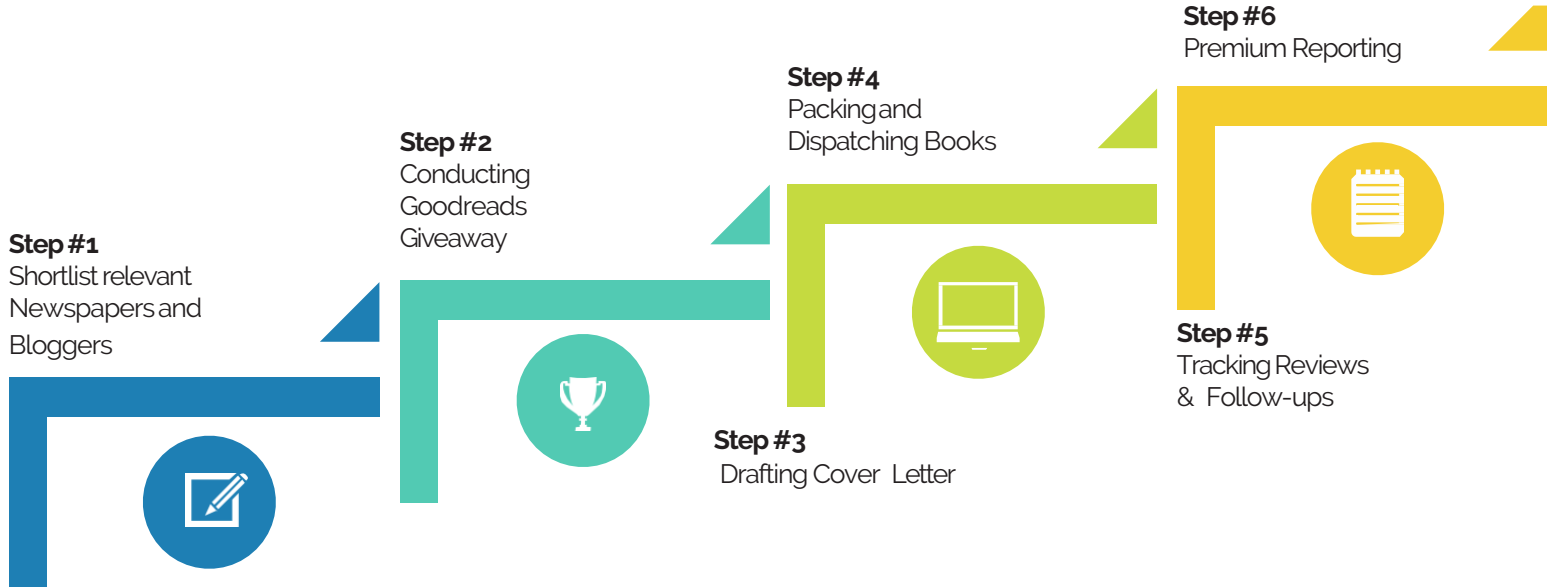 Step #1
Shortlist relevant
Newspapers and
Bloggers
Step #2
Conducting
Goodreads
Giveaway
Step #3
Drafting Cover Letter
Step #4
Packing and
Dispatching Books
Step #5
Tracking Reviews
& Follow-ups
Step #6
Premium Reporting